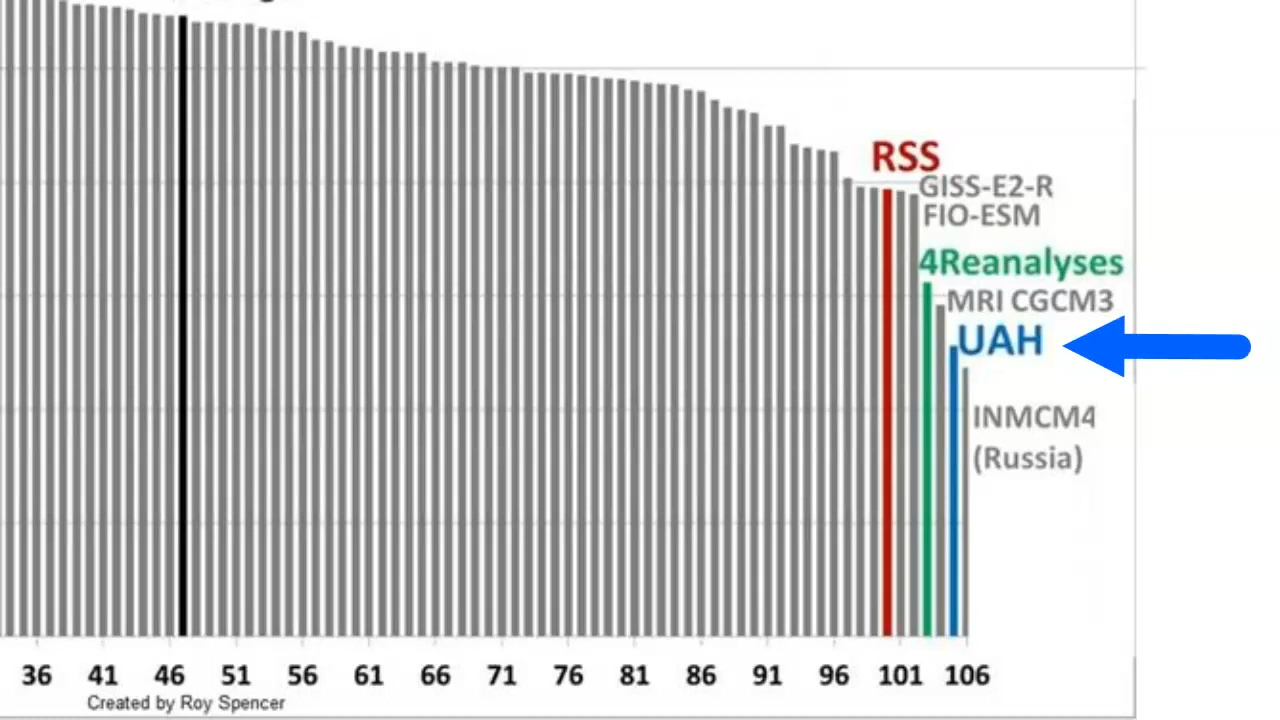 RSS
GISS-E2-R
FIO-ESM
4Reanalyses
MRI CGCM3
UAH
INMCM4
(Russia)
36 41 46 51 56 61 66 71 76 81 86 91 96 101 106
Created by Roy Spencer